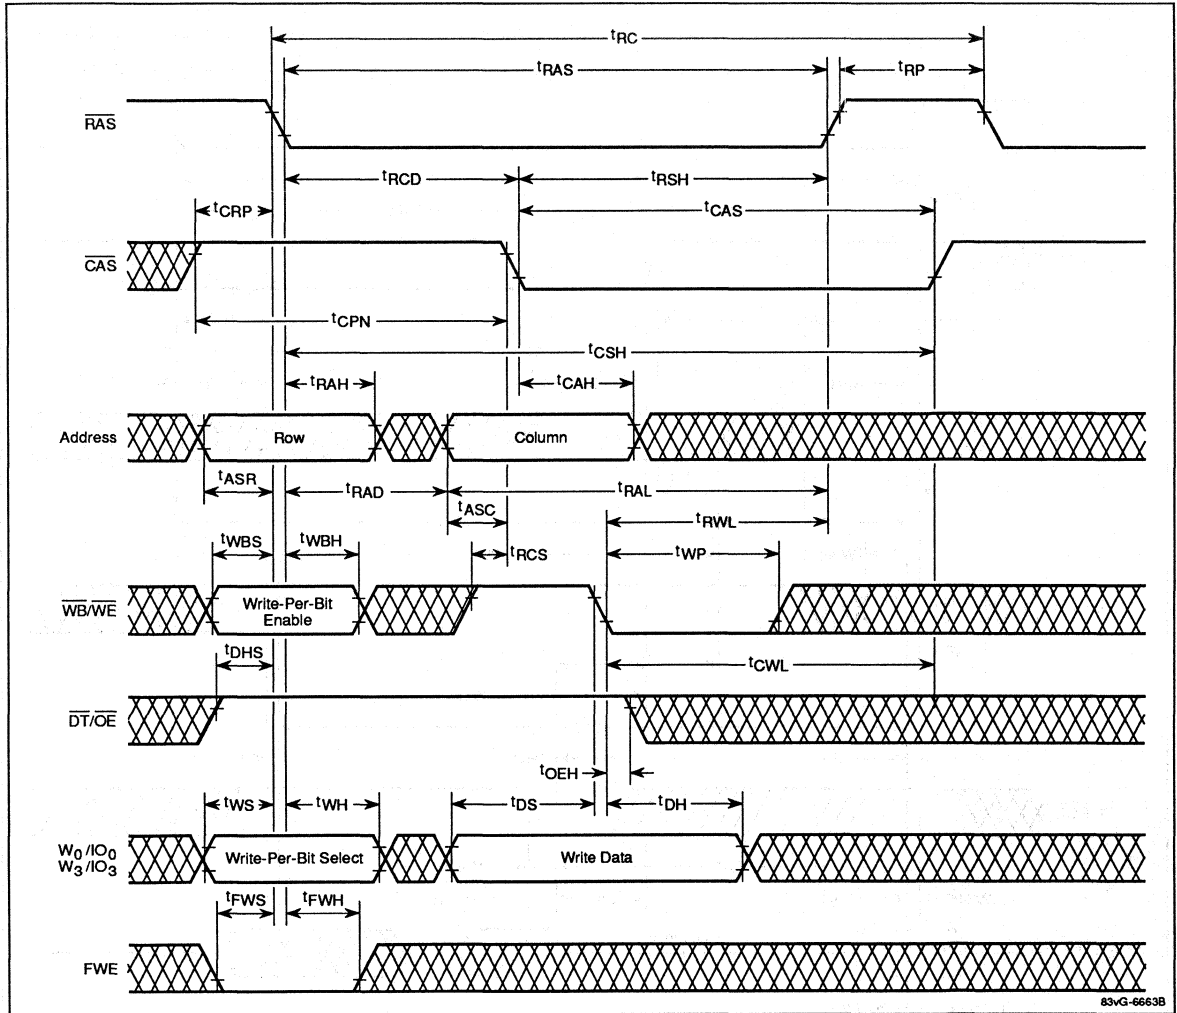 tRC
tRAS
tRP
RAS
tRCD
tRSH
tCRP
tCAS
CAS
tCPN
tCSH
tRAH
tCAH
Address
Row
Column
tASR
tRAD
tRAL
tASC
tRWL
tWBS
tWBH
tRCS
tWP
WB/WE
Write-Per-Bit
Enable
tDHS
tCWL
DT/OE
tOEH
tWS
tWH
tDS
tDH
W0/IO0
W3/IO3
Write-Per-Bit Select
Write Data
tFWS
tFWH
FWE
83vG-6663B